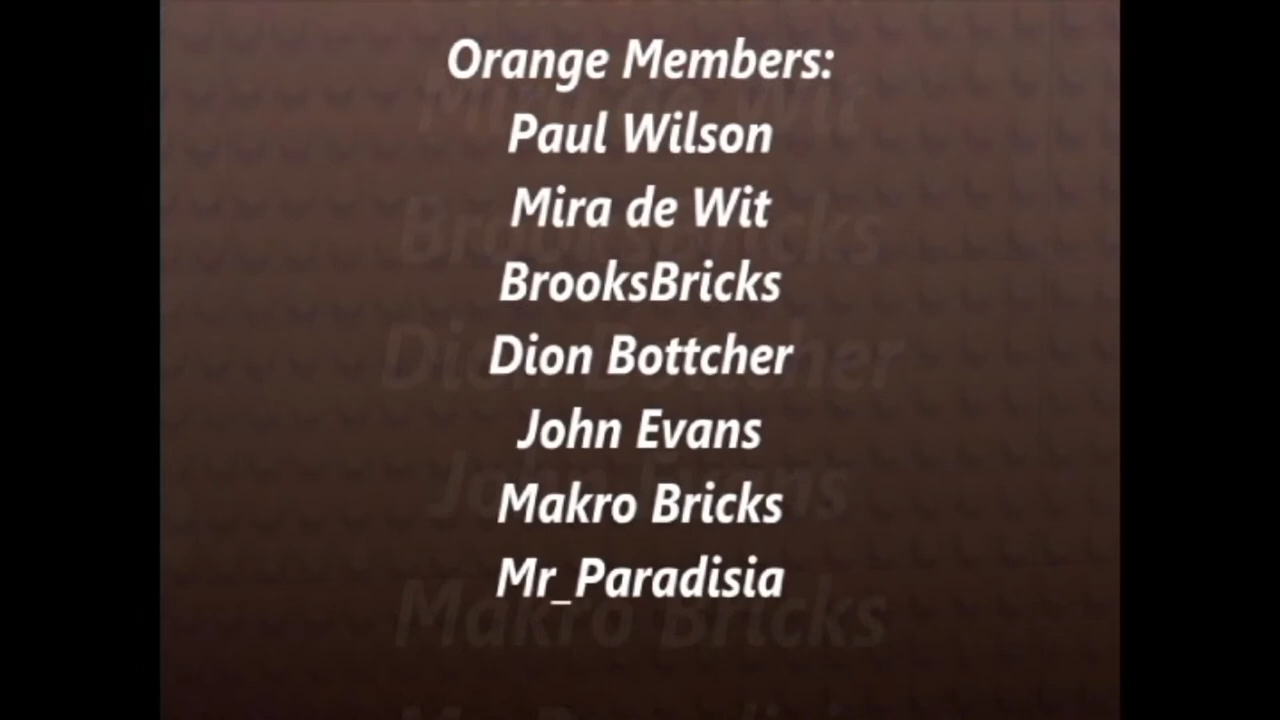 Orange Members:
Paul Wilson
Mira de Wit
BrooksBricks
Dion Bottcher
John Evans
Makro Bricks
Mr_Paradisia